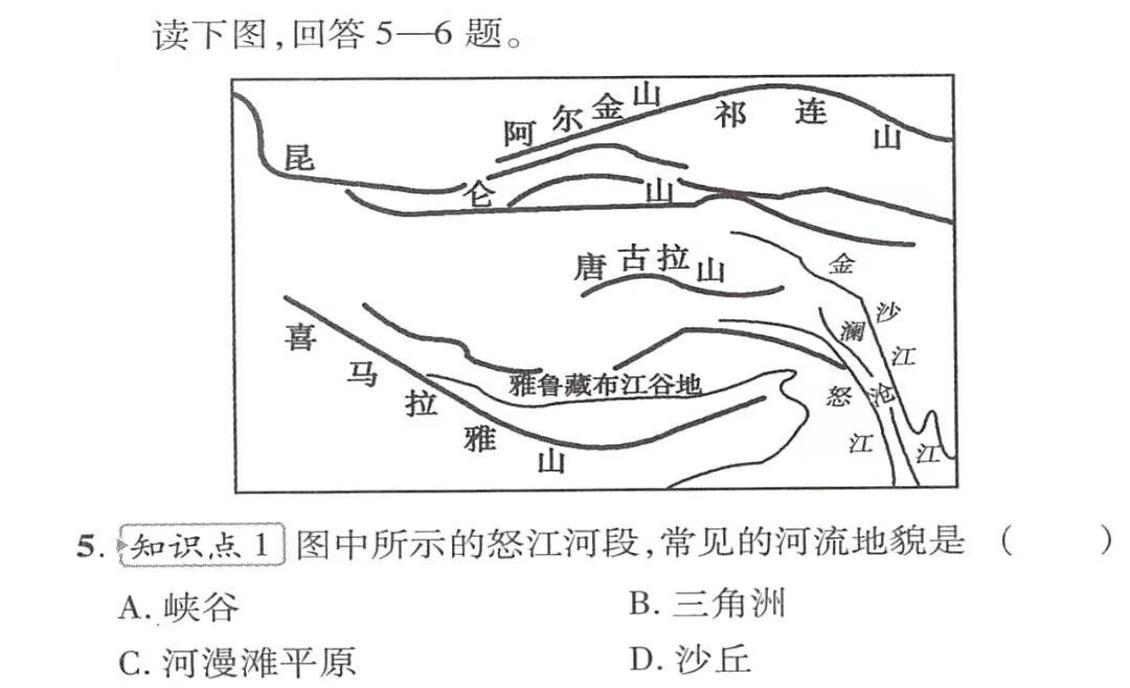 读下图,回答5—6题。
阿尔金山
祁连山
昆仑山
唐古拉山
金沙江
澜沧江
怒江
喜马拉雅山
雅鲁藏布江谷地
5. 知识点1 图中所示的怒江河段,常见的河流地貌是 ( )
A. 峡谷
B. 三角洲
C. 河漫滩平原
D. 沙丘